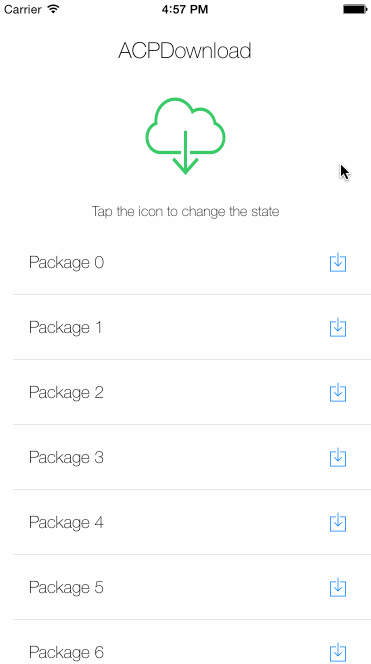 Carrier 4:57 PM
ACPDownload
Tap the icon to change the state
Package 0
Package 1
Package 2
Package 3
Package 4
Package 5
Package 6